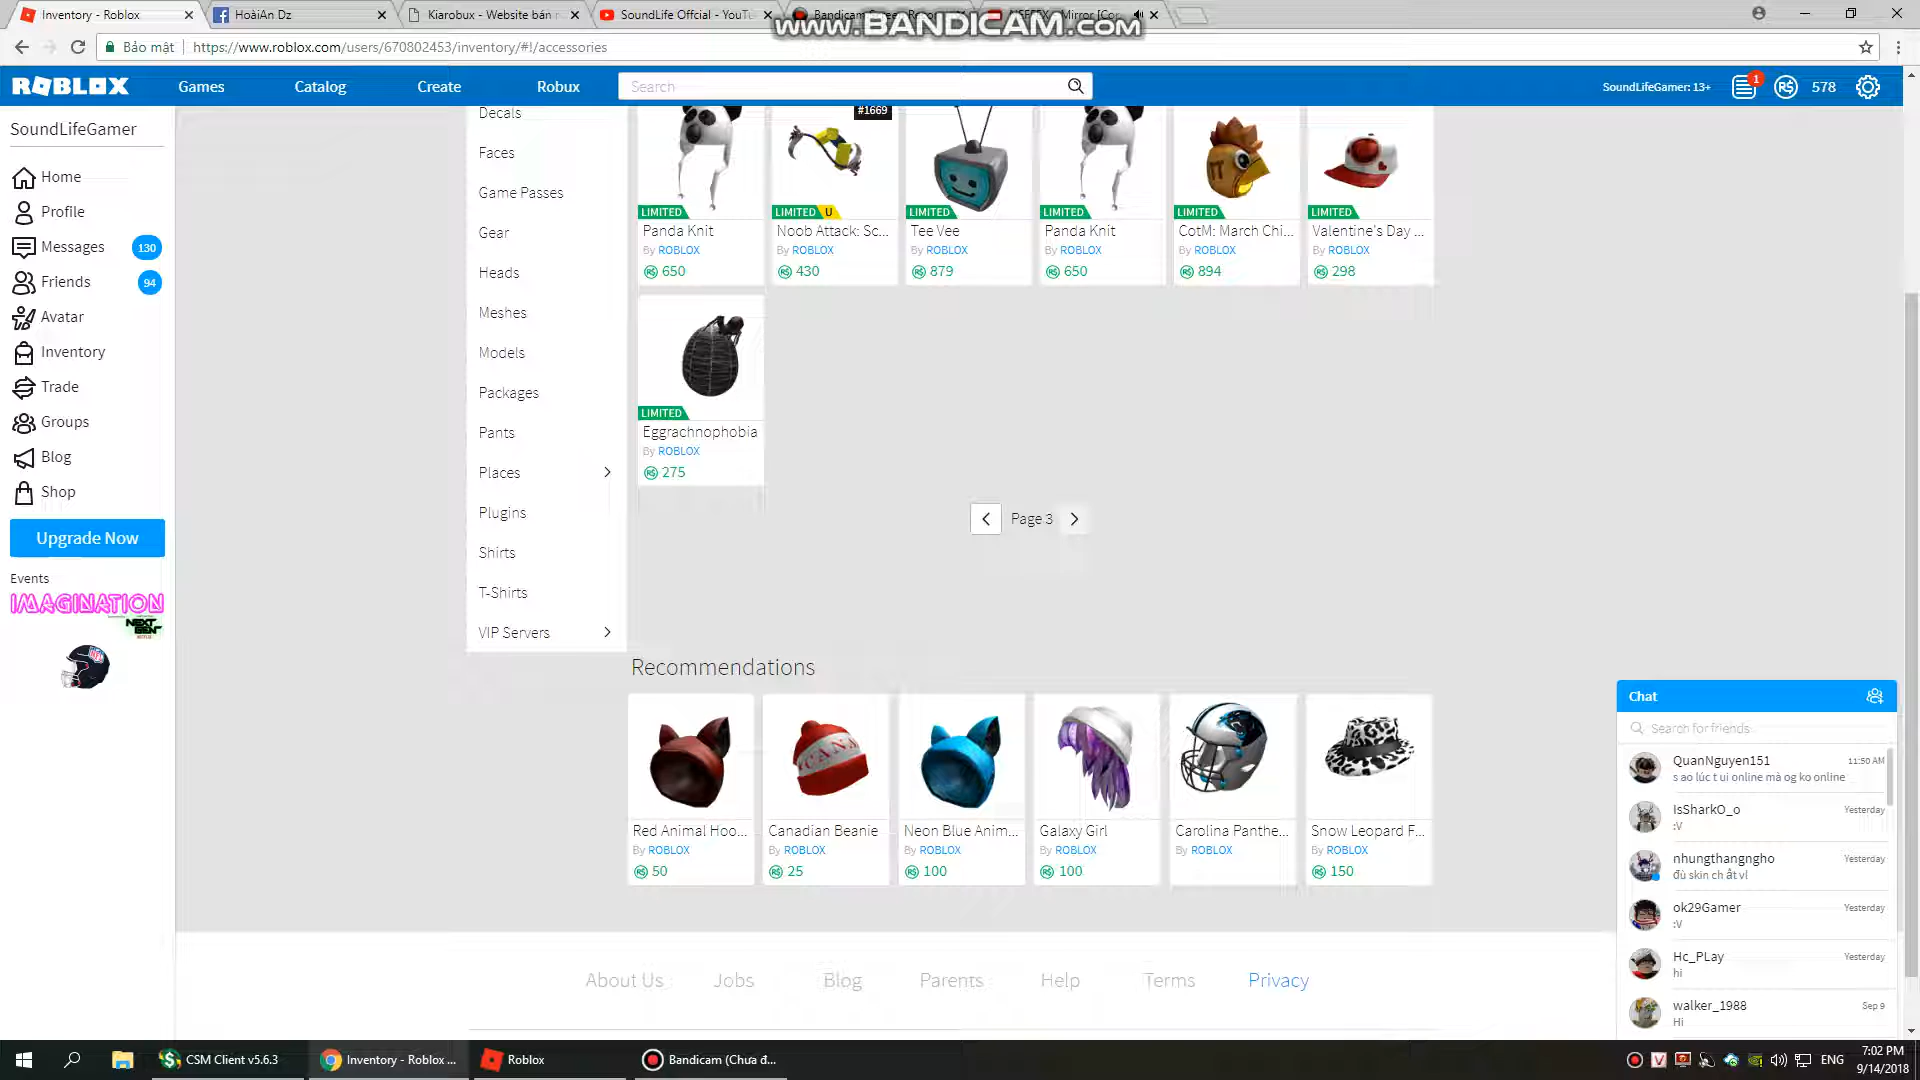 Inventory - Roblox
HoàiAn Dz
Kiarobux - Website bán
SoundLife Offcial - YouTu
www.BANDICAM.com
Bảo mật
https://www.roblox.com/users/670802453/inventory/#!/accessories
ROBLOX
Games
Catalog
Create
Robux
Search
SoundLifeGamer: 13+
1
578
SoundLifeGamer
Home
Profile
Messages
130
Friends
94
Avatar
Inventory
Trade
Groups
Blog
Shop
Upgrade Now
Events
IMAGINATION
NEXT GEN
Decals
Faces
Game Passes
Gear
Heads
Meshes
Models
Packages
Pants
Places
Plugins
Shirts
T-Shirts
VIP Servers
LIMITED
Panda Knit
By ROBLOX
650
#1669
LIMITED U
Noob Attack: Sc...
By ROBLOX
430
LIMITED
Tee Vee
By ROBLOX
879
LIMITED
Panda Knit
By ROBLOX
650
LIMITED
CotM: March Chi...
By ROBLOX
894
LIMITED
Valentine's Day ...
By ROBLOX
298
LIMITED
Eggrachnophobia
By ROBLOX
275
Page 3
Recommendations
Red Animal Hoo...
By ROBLOX
50
Canadian Beanie
By ROBLOX
25
Neon Blue Anim...
By ROBLOX
100
Galaxy Girl
By ROBLOX
100
Carolina Panthe...
By ROBLOX
Snow Leopard F...
By ROBLOX
150
About Us
Jobs
Blog
Parents
Help
Terms
Privacy
Chat
Search for friends
QuanNguyen151
11:50 AM
s ao lúc t ui online mà og ko online
IsSharkO_o
Yesterday
:V
nhungthangngho
Yesterday
đù skin ch ất vl
ok29Gamer
Yesterday
:V
Hc_PLay
Yesterday
hi
walker_1988
Sep 9
Hi
CSM Client v5.6.3
Inventory - Roblox ...
Roblox
Bandicam (Chưa đ...
ENG
7:02 PM
9/14/2018